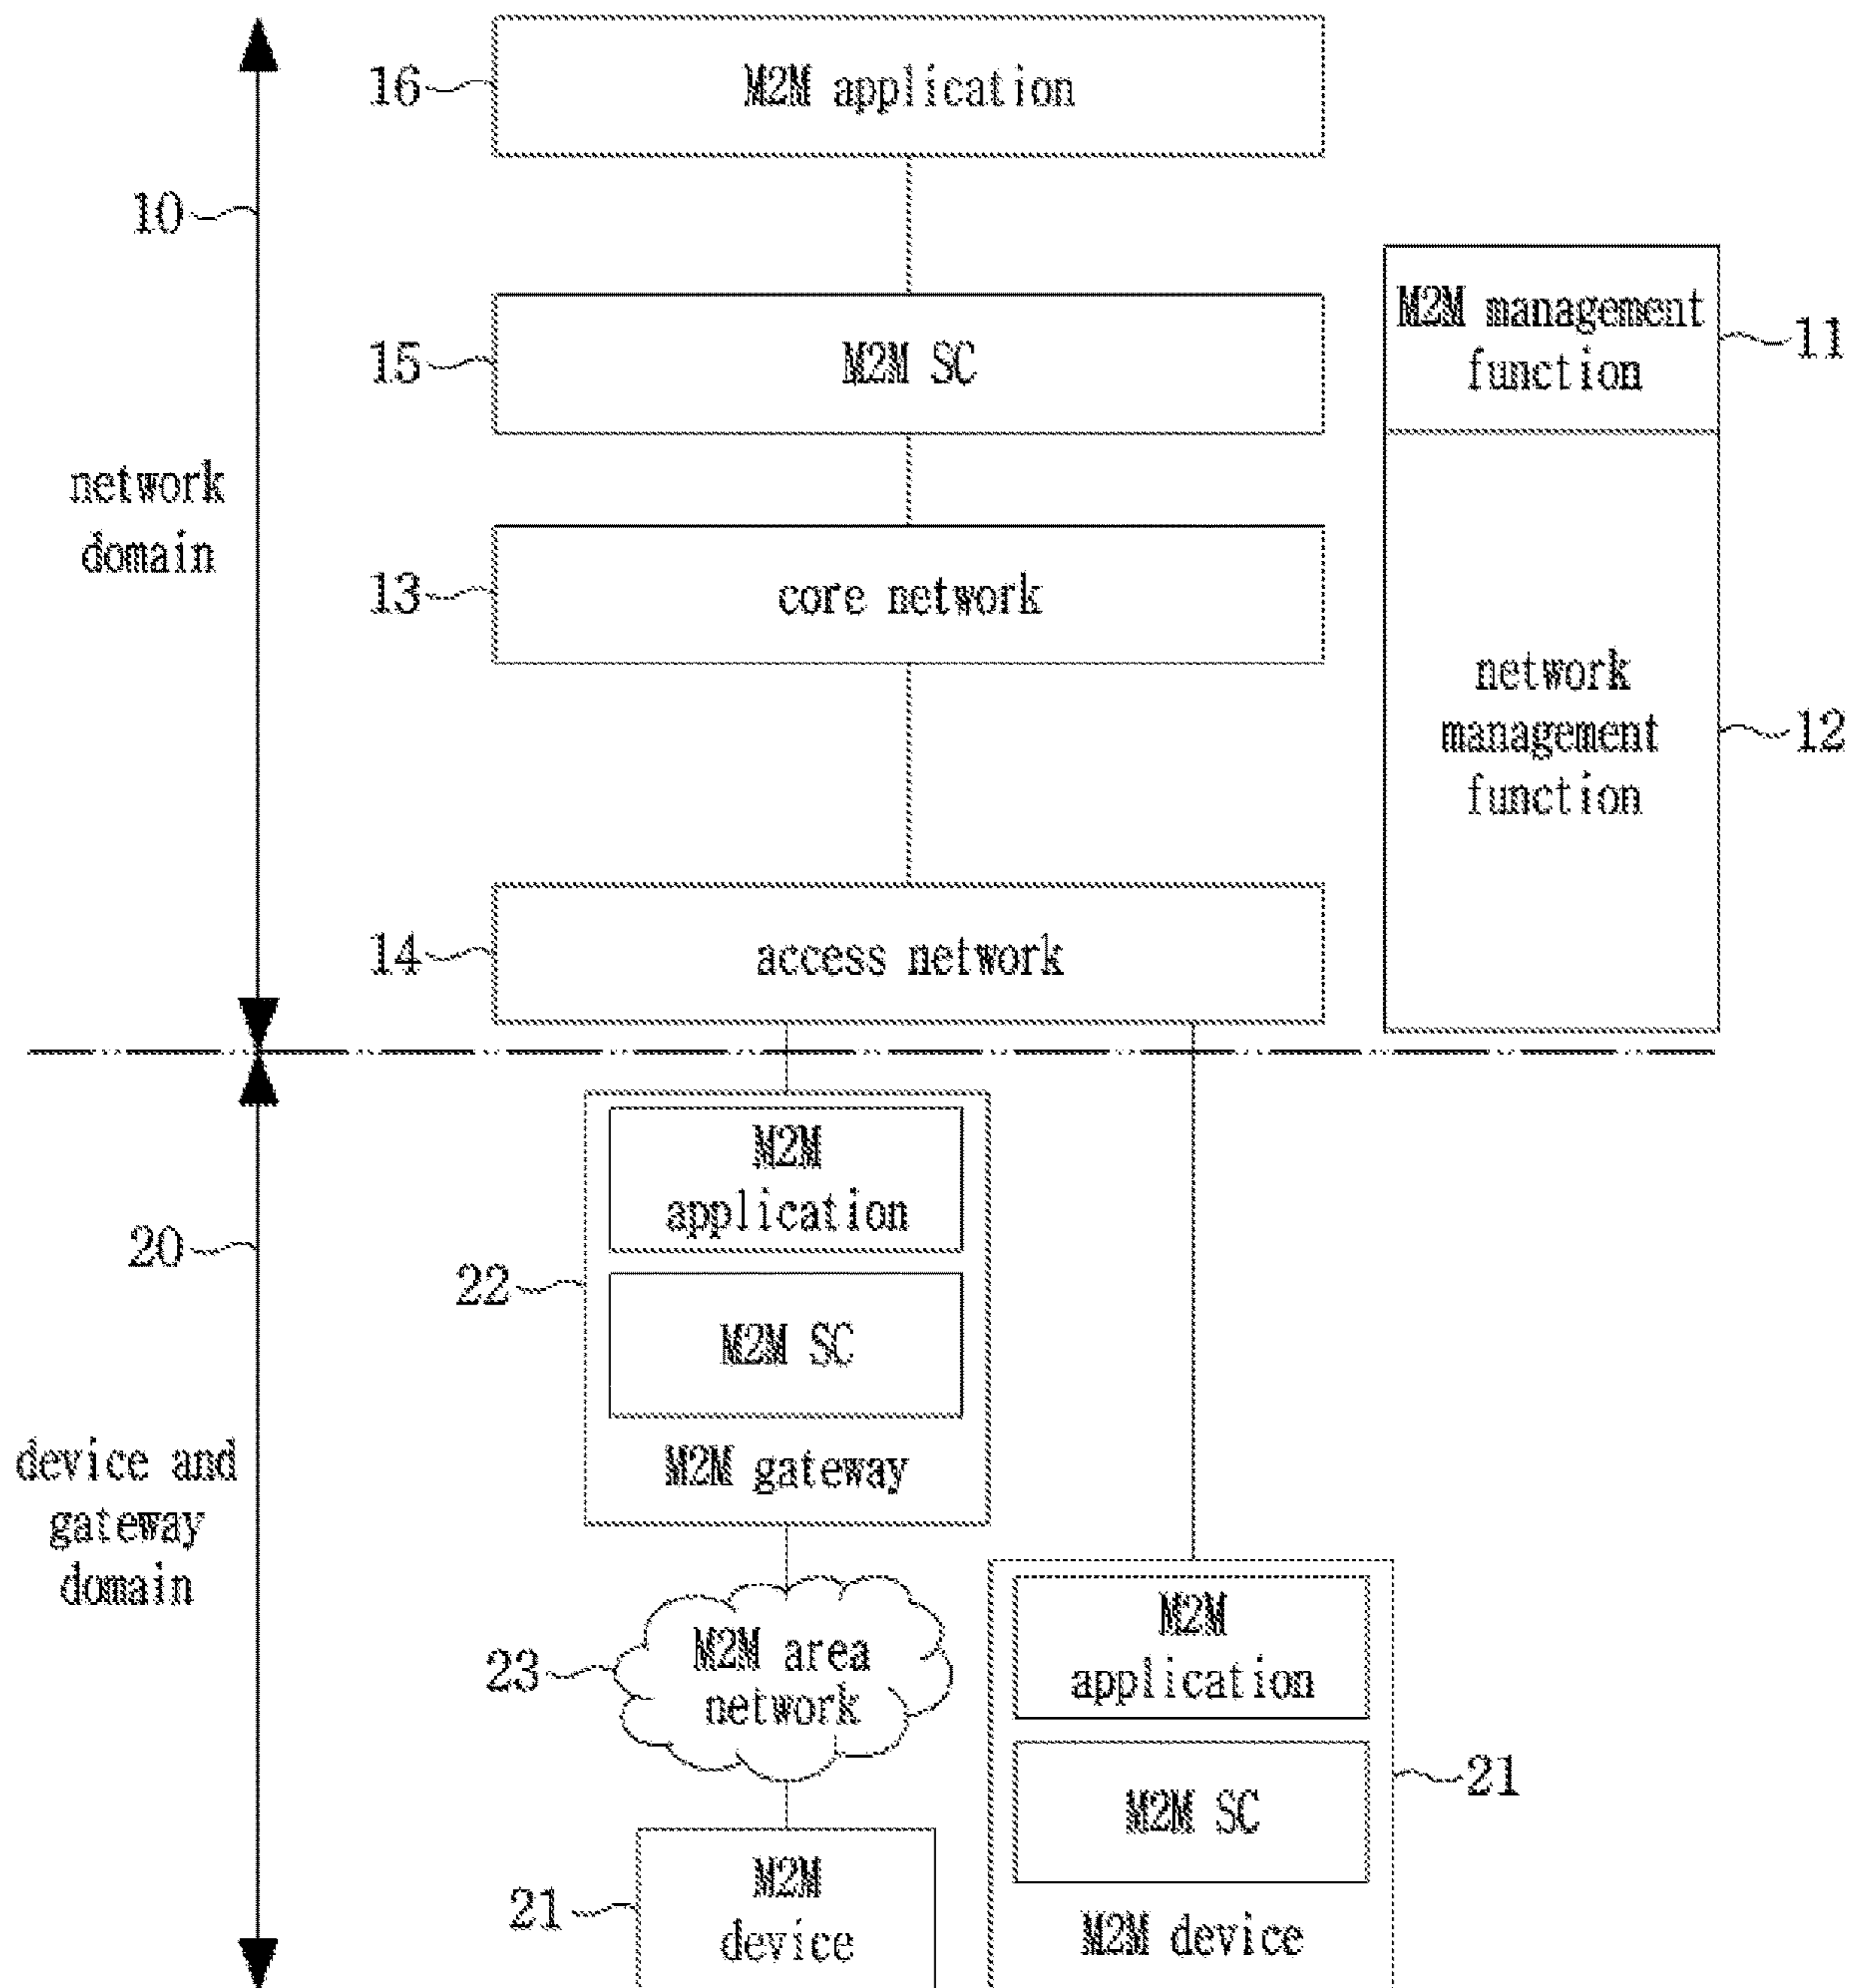 16
M2M application
10
M2M management
function
11
15
M2M SC
network
domain
13
core network
network
management
function
12
14
access network
M2M
application
20
22
M2M SC
M2M gateway
device and
gateway
domain
23
M2M area
network
M2M
application
M2M SC
21
M2M device
21
M2M
device